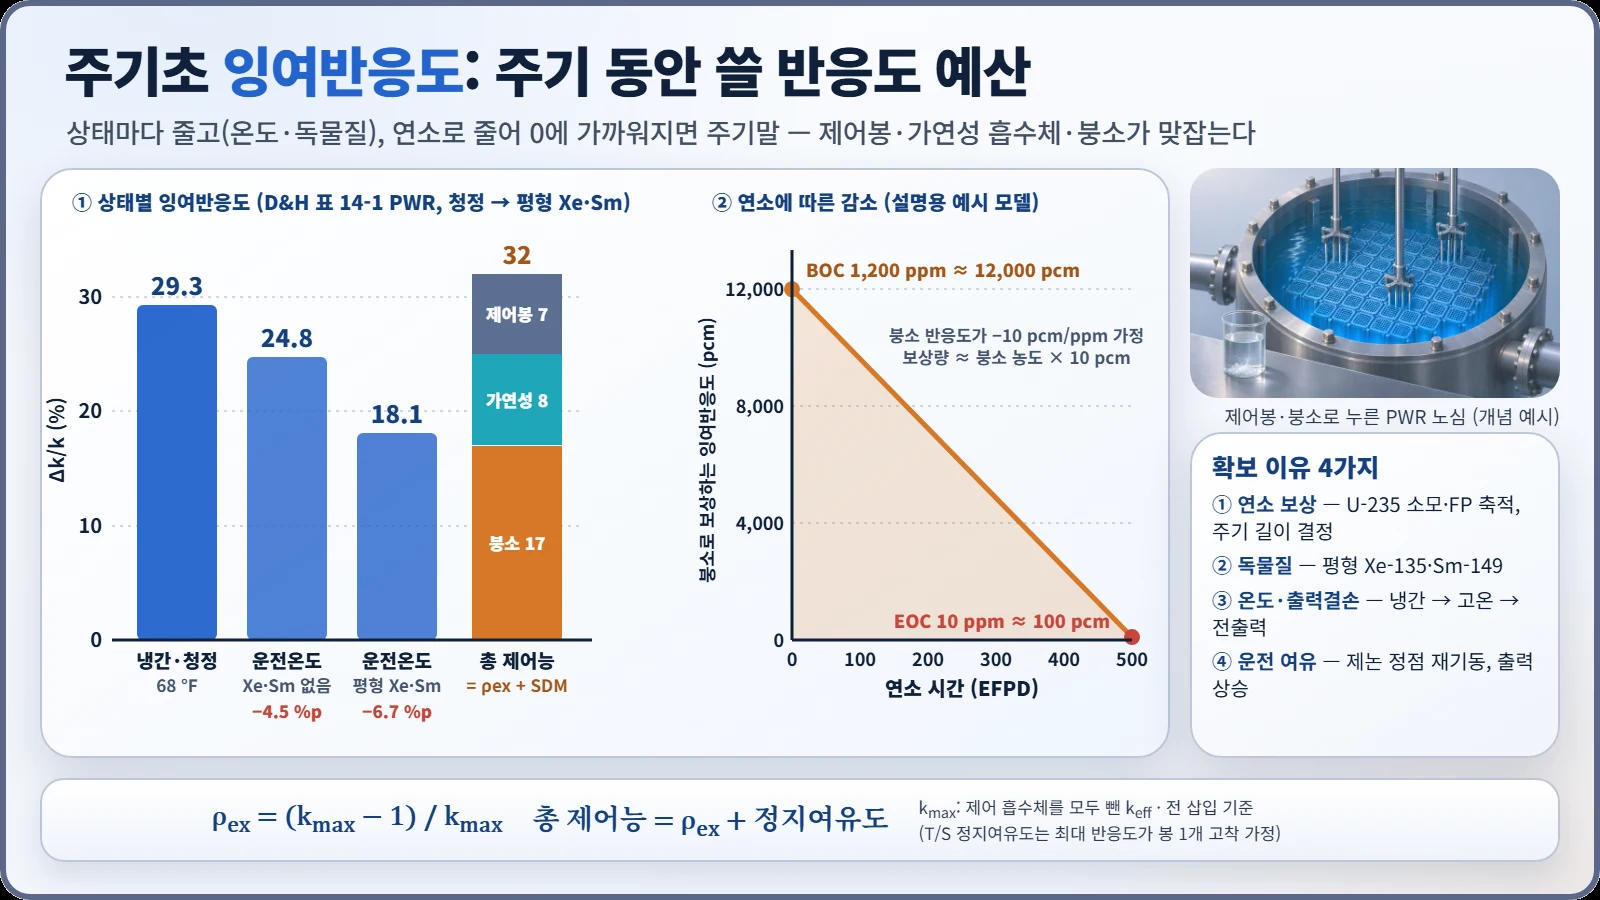 주기초 잉여반응도: 주기 동안 쓸 반응도 예산
상태마다 줄고(온도·독물질), 연소로 줄어 0에 가까워지면 주기말 — 제어봉·가연성 흡수체·붕소가 맞잡는다
① 상태별 잉여반응도 (D&H 표 14-1 PWR, 청정 → 평형 Xe·Sm)
Δk/k (%)
30
20
10
0
29.3
24.8
18.1
32
제어봉 7
가연성 8
붕소 17
냉간·청정
68 °F
운전온도
Xe·Sm 없음
−4.5 %p
운전온도
평형 Xe·Sm
−6.7 %p
총 제어능
= ρex + SDM
② 연소에 따른 감소 (설명용 예시 모델)
붕소로 보상하는 잉여반응도 (pcm)
12,000
8,000
4,000
0
BOC 1,200 ppm ≈ 12,000 pcm
붕소 반응도가 −10 pcm/ppm 가정
보상량 ≈ 붕소 농도 × 10 pcm
EOC 10 ppm ≈ 100 pcm
0 100 200 300 400 500
연소 시간 (EFPD)
제어봉·붕소로 누른 PWR 노심 (개념 예시)
확보 이유 4가지
① 연소 보상 — U-235 소모·FP 축적,
주기 길이 결정
② 독물질 — 평형 Xe-135·Sm-149
③ 온도·출력결손 — 냉간 → 고온 →
전출력
④ 운전 여유 — 제논 정점 재기동, 출력
상승
ρex = (kmax − 1) / kmax 총 제어능 = ρex + 정지여유도
kmax: 제어 흡수체를 모두 뺀 keff · 전 삽입 기준
(T/S 정지여유도는 최대 반응도가 봉 1개 고착 가정)